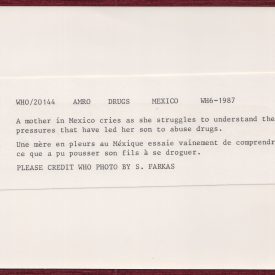 WHO/20144 AMRO DRUGS MEXICO WH6-1987
A mother in Mexico cries as she struggles to understand the
pressures that have led her son to abuse drugs.
Une mère en pleurs au Méxique essaie vainement de comprendr
ce que a pu pousser son fils à se droguer.
PLEASE CREDIT WHO PHOTO BY S. FARKAS